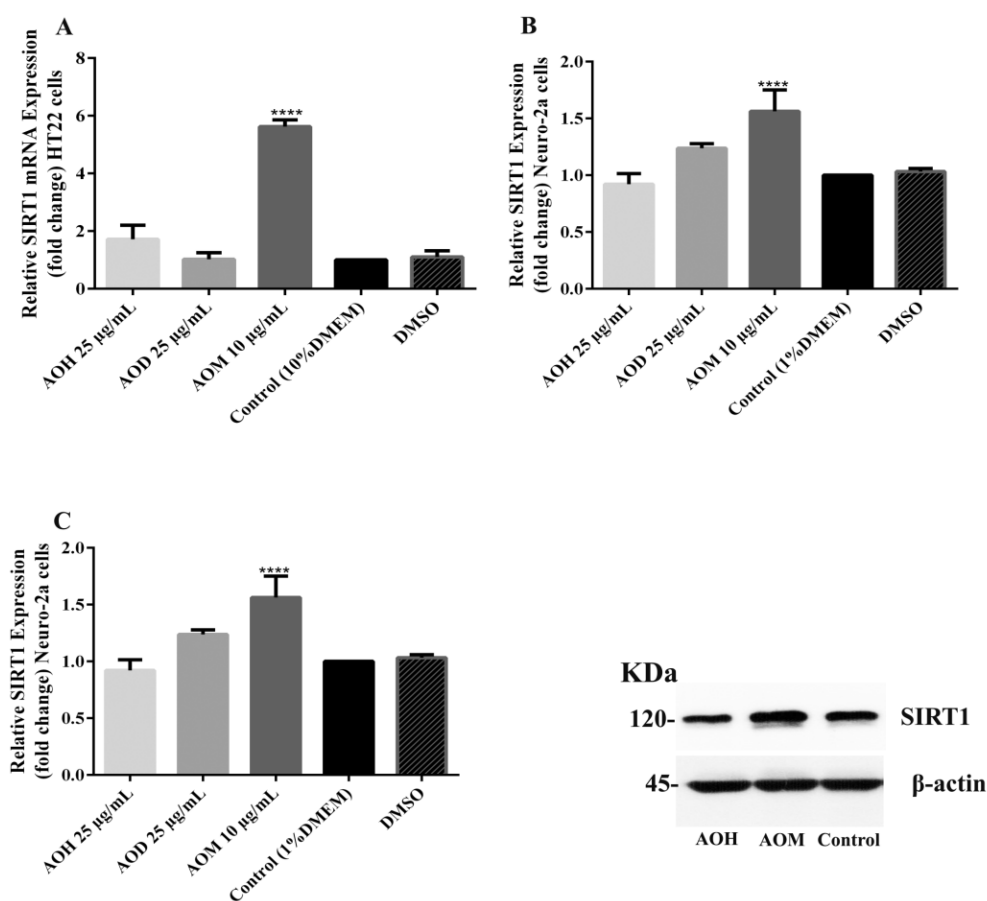 A
Relative SIRT1 mRNA Expression
(fold change) HT22 cells
8
6
4
2
0
****
AOH 25 µg/mL
AOD 25 µg/mL
AOM 10 µg/mL
Control (10%DMEM)
DMSO
B
Relative SIRT1 Expression
(fold change) Neuro-2a cells
2.0
1.5
1.0
0.5
0.0
****
AOH 25 µg/mL
AOD 25 µg/mL
AOM 10 µg/mL
Control (1%DMEM)
DMSO
C
Relative SIRT1 Expression
(fold change) Neuro-2a cells
2.0
1.5
1.0
0.5
0.0
****
AOH 25 µg/mL
AOD 25 µg/mL
AOM 10 µg/mL
Control (1%DMEM)
DMSO
KDa
120- SIRT1
45- β-actin
AOH AOM Control